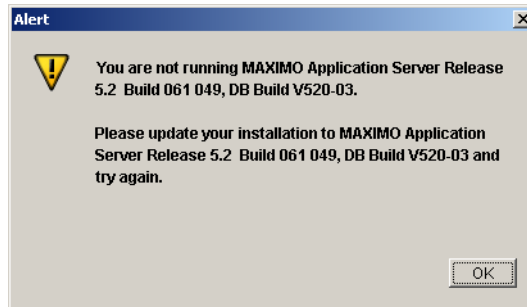 Alert
You are not running MAXIMO Application Server Release
5.2 Build 061 049, DB Build V520-03.
Please update your installation to MAXIMO Application
Server Release 5.2 Build 061 049, DB Build V520-03 and
try again.
OK